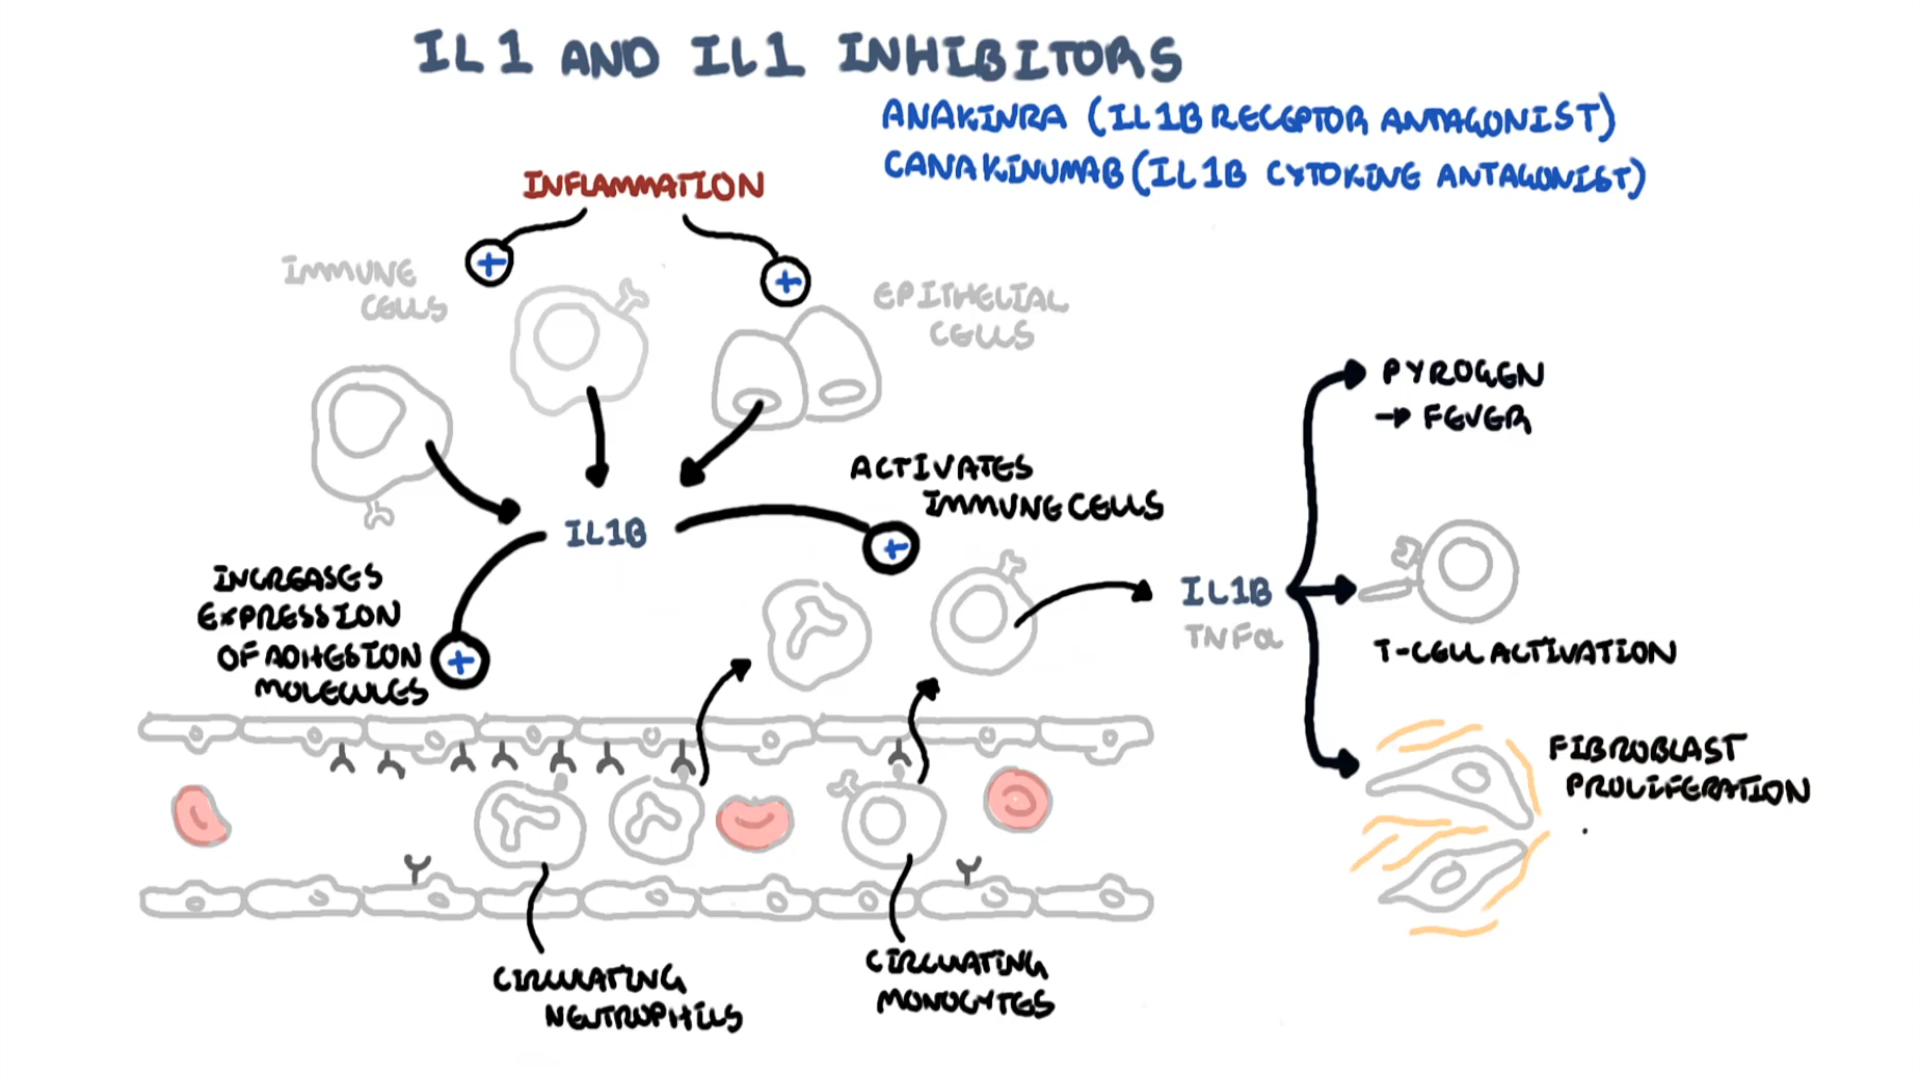 IL1 AND IL1 INHIBITORS
ANAKINRA (IL1B RECEPTOR ANTAGONIST)
CANAKINUMAB (IL1B CYTOKINE ANTAGONIST)
INFLAMMATION
+
+
IMMUNE
CELLS
EPITHELIAL
CELLS
PYROGEN
→ FEVER
ACTIVATES
IMMUNE CELLS
IL1B
+
INCREASES
EXPRESSION
OF ADHESION
MOLECULES
+
IL1B
TNFα
T-CELL ACTIVATION
FIBROBLAST
PROLIFERATION
CIRCULATING
NEUTROPHILS
CIRCULATING
MONOCYTES